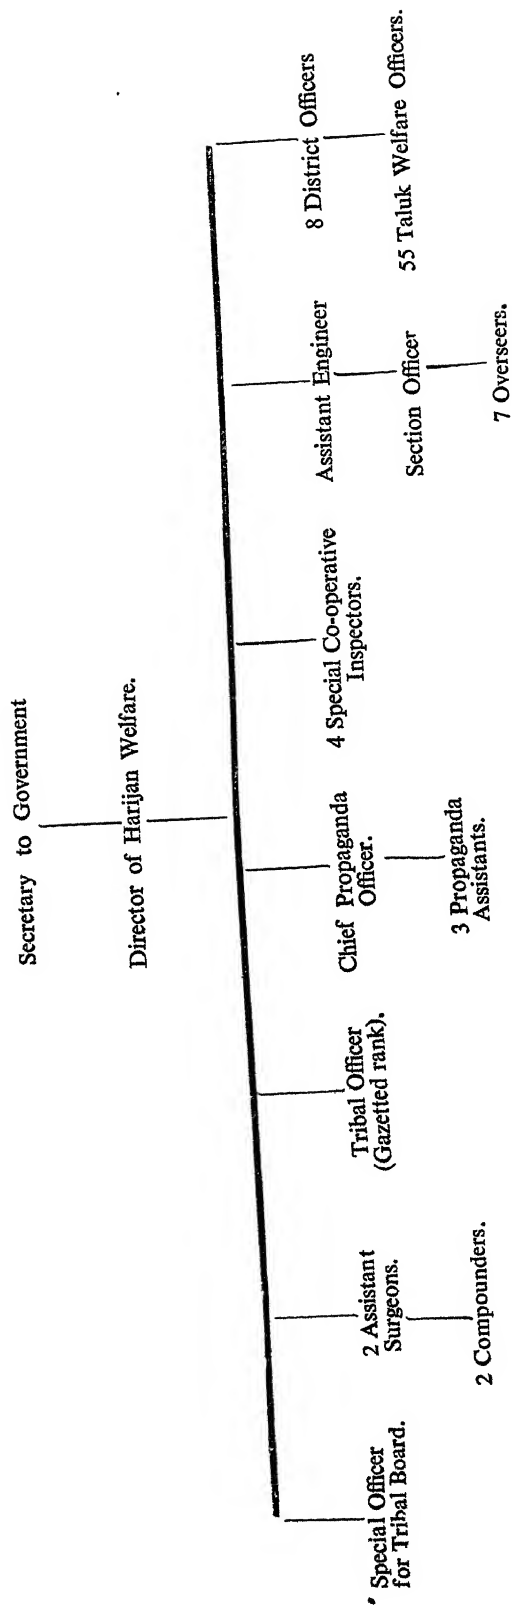 Secretary to Government
Director of Harijan Welfare.
Special Officer
for Tribal Board.
2 Assistant
Surgeons.
2 Compounders.
Tribal Officer
(Gazetted rank).
Chief Propaganda
Officer.
3 Propaganda
Assistants.
4 Special Co-operative
Inspectors.
Assistant Engineer
Section Officer
7 Overseers.
8 District Officers
55 Taluk Welfare Officers.